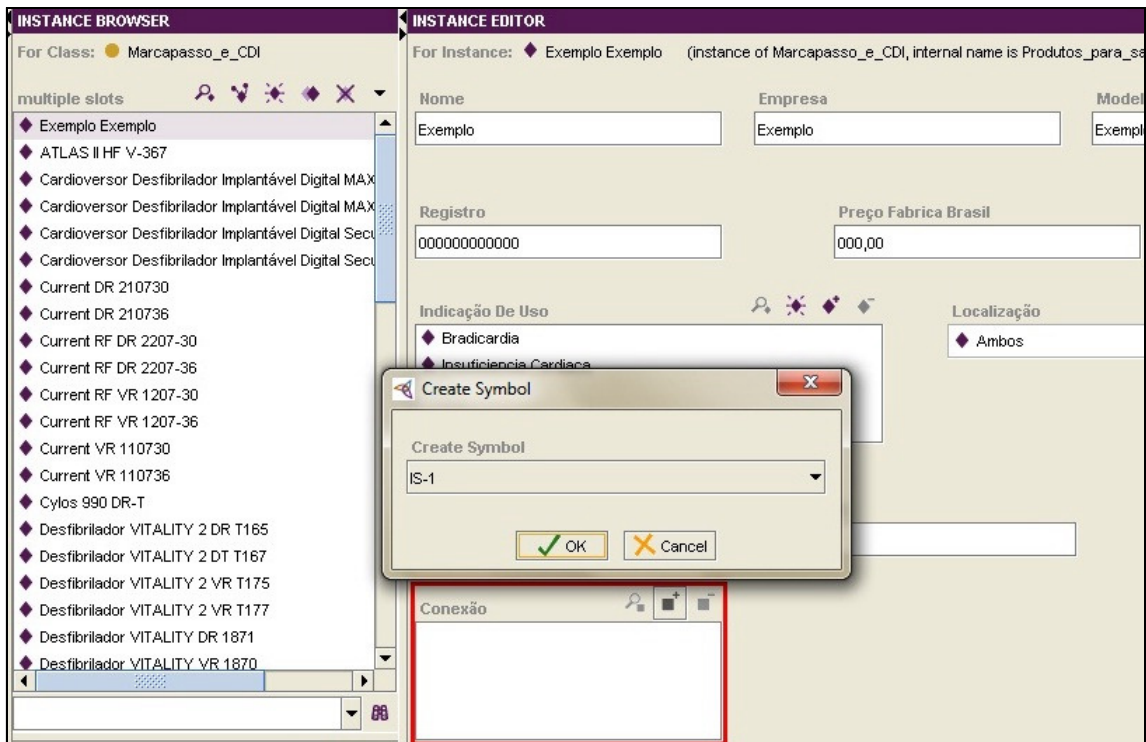 INSTANCE BROWSER
For Class: Marcapasso_e_CDI
multiple slots
Exemplo Exemplo
ATLAS II HF V-367
Cardioversor Desfibrilador Implantável Digital MAX
Cardioversor Desfibrilador Implantável Digital MAX
Cardioversor Desfibrilador Implantável Digital Secu
Cardioversor Desfibrilador Implantável Digital Secu
Current DR 210730
Current DR 210736
Current RF DR 2207-30
Current RF DR 2207-36
Current RF VR 1207-30
Current RF VR 1207-36
Current VR 110730
Current VR 110736
Cylos 990 DR-T
Desfibrilador VITALITY 2 DR T165
Desfibrilador VITALITY 2 DT T167
Desfibrilador VITALITY 2 VR T175
Desfibrilador VITALITY 2 VR T177
Desfibrilador VITALITY DR 1871
Desfibrilador VITALITY VR 1870
INSTANCE EDITOR
For Instance: Exemplo Exemplo (instance of Marcapasso_e_CDI, internal name is Produtos_para_sa
Nome Empresa Model
Exemplo Exemplo Exempl
Registro Preço Fabrica Brasil
000000000000 000,00
Indicação De Uso Localização
Bradicardia Ambos
Insuficiencia Cardiaca
Create Symbol
Create Symbol
IS-1
OK Cancel
Conexão